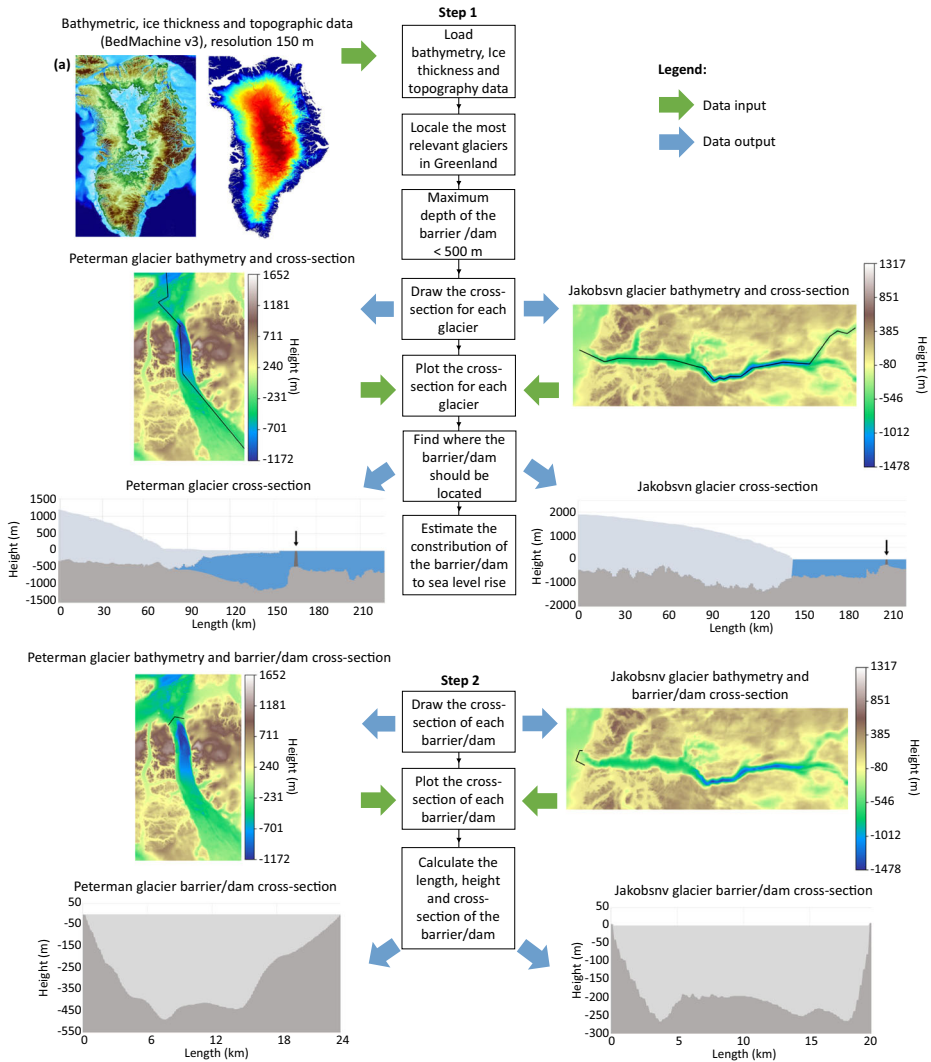 Step 1
Bathymetric, ice thickness and topographic data
(BedMachine v3), resolution 150 m
(a)
Load
bathymetry, Ice
thickness and
topography data
Legend:
Data input
Data output
Locale the most
relevant glaciers
in Greenland
Maximum
depth of the
barrier /dam
< 500 m
Peterman glacier bathymetry and cross-section
1652
1181
711
240
-231
-701
-1172
Height (m)
Draw the cross-
section for each
glacier
Jakobsvn glacier bathymetry and cross-section
1317
851
385
-80
-546
-1012
-1478
Height (m)
Plot the cross-
section for each
glacier
Find where the
barrier/dam
should be
located
Peterman glacier cross-section
Height (m)
1500
1000
500
0
-500
-1000
-1500
0
30
60
90
120
150
180
210
Length (km)
Estimate the
constribution of
the barrier/dam
to sea level rise
Jakobsvn glacier cross-section
Height (m)
2000
1000
0
-1000
-2000
0
30
60
90
120
150
180
210
Length (km)
Peterman glacier bathymetry and barrier/dam cross-section
1652
1181
711
240
-231
-701
-1172
Height (m)
Step 2
Draw the cross-
section of each
barrier/dam
Jakobsnv glacier bathymetry and
barrier/dam cross-section
1317
851
385
-80
-546
-1012
-1478
Height (m)
Plot the cross-
section of each
barrier/dam
Calculate the
length, height
and cross-
section of the
barrier/dam
Peterman glacier barrier/dam cross-section
Height (m)
50
-50
-150
-250
-350
-450
-550
0
6
12
18
24
Length (km)
Jakobsnv glacier barrier/dam cross-section
Height (m)
50
0
-50
-100
-150
-200
-250
-300
0
5
10
15
20
Length (km)